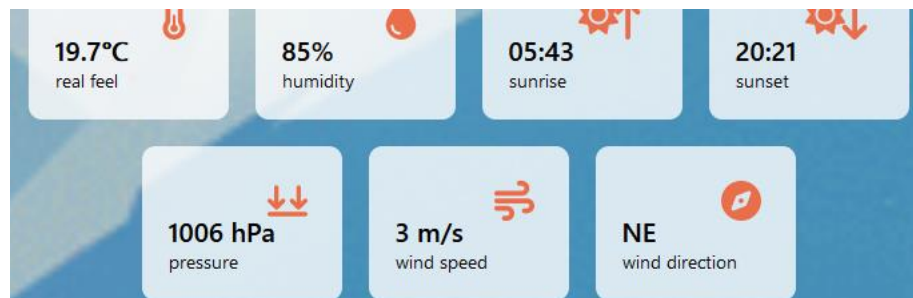 19.7°C
85%
05:43
20:21
real feel
humidity
sunrise
sunset
1006 hPa
3 m/s
NE
pressure
wind speed
wind direction